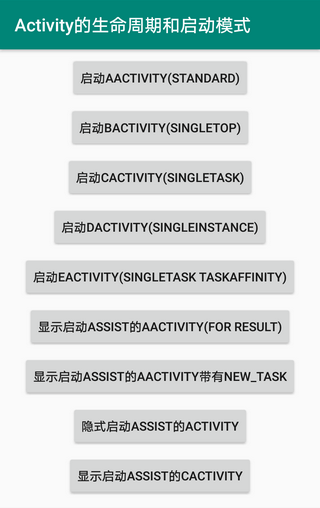 Activity的生命周期和启动模式
启动AACTIVITY(STANDARD)
启动BACTIVITY(SINGLETOP)
启动CACTIVITY(SINGLETASK)
启动DACTIVITY(SINGLEINSTANCE)
启动EACTIVITY(SINGLETASK TASKAFFINITY)
显示启动ASSIST的AACTIVITY(FOR RESULT)
显示启动ASSIST的AACTIVITY带有NEW_TASK
隐式启动ASSIST的ACTIVITY
显示启动ASSIST的CACTIVITY